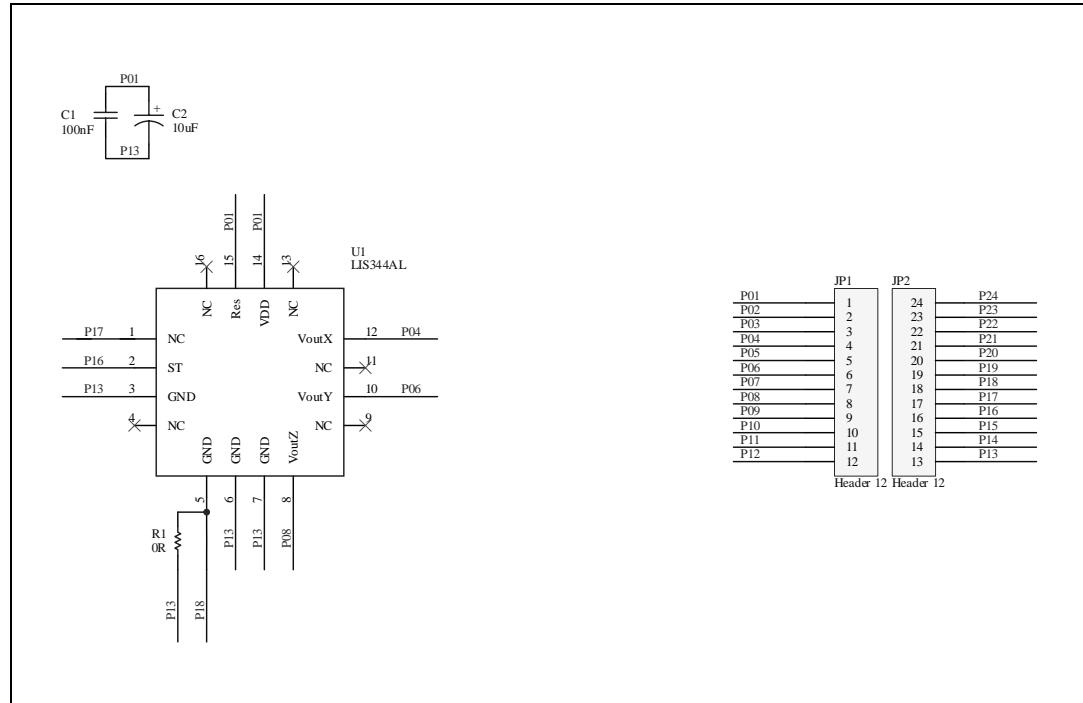 P01
C1
100nF
+
C2
10uF
P13
P01
P01
U1
LIS344AL
16
15
14
13
NC
Res
VDD
NC
P17
1
NC
VoutX
12
P04
P16
2
ST
NC
11
P13
3
GND
VoutY
10
P06
4
NC
NC
9
GND
GND
GND
VoutZ
5
6
7
8
R1
0R
P13
P13
P08
P13
P18
JP1
JP2
P01
1
24
P24
P02
2
23
P23
P03
3
22
P22
P04
4
21
P21
P05
5
20
P20
P06
6
19
P19
P07
7
18
P18
P08
8
17
P17
P09
9
16
P16
P10
10
15
P15
P11
11
14
P14
P12
12
13
P13
Header 12
Header 12